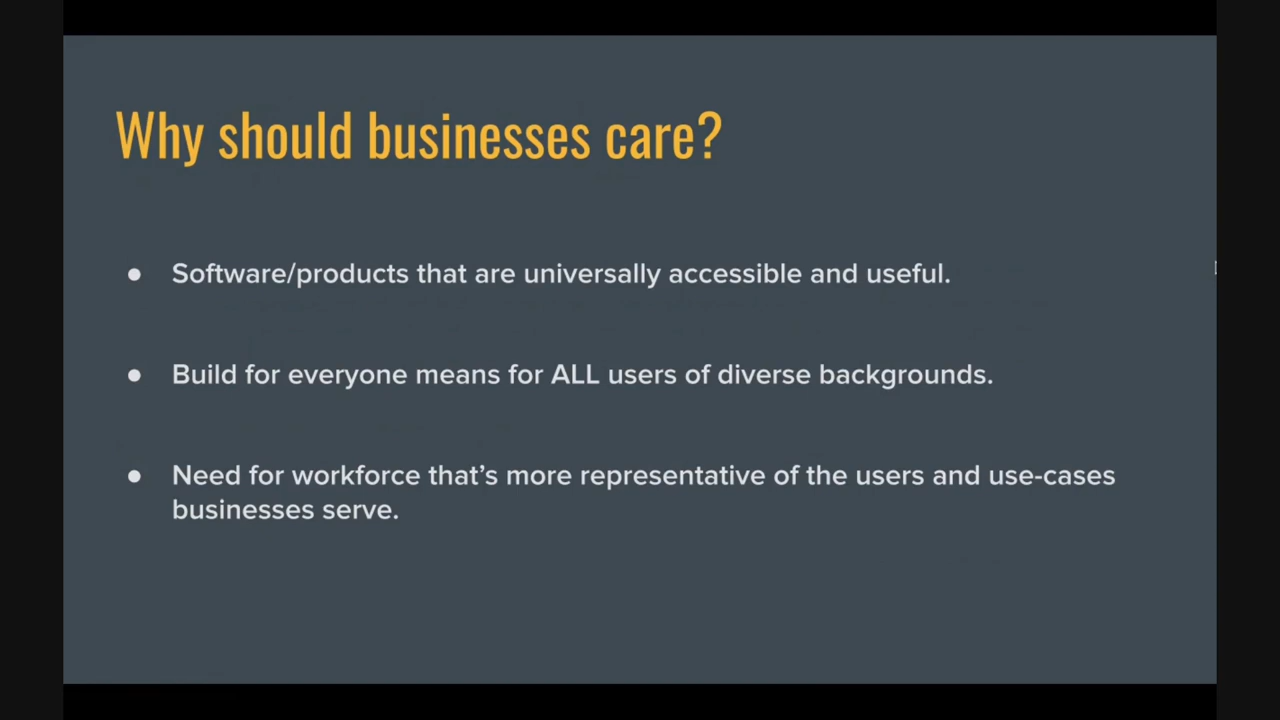 Why should businesses care?
● Software/products that are universally accessible and useful.
● Build for everyone means for ALL users of diverse backgrounds.
● Need for workforce that’s more representative of the users and use-cases
businesses serve.